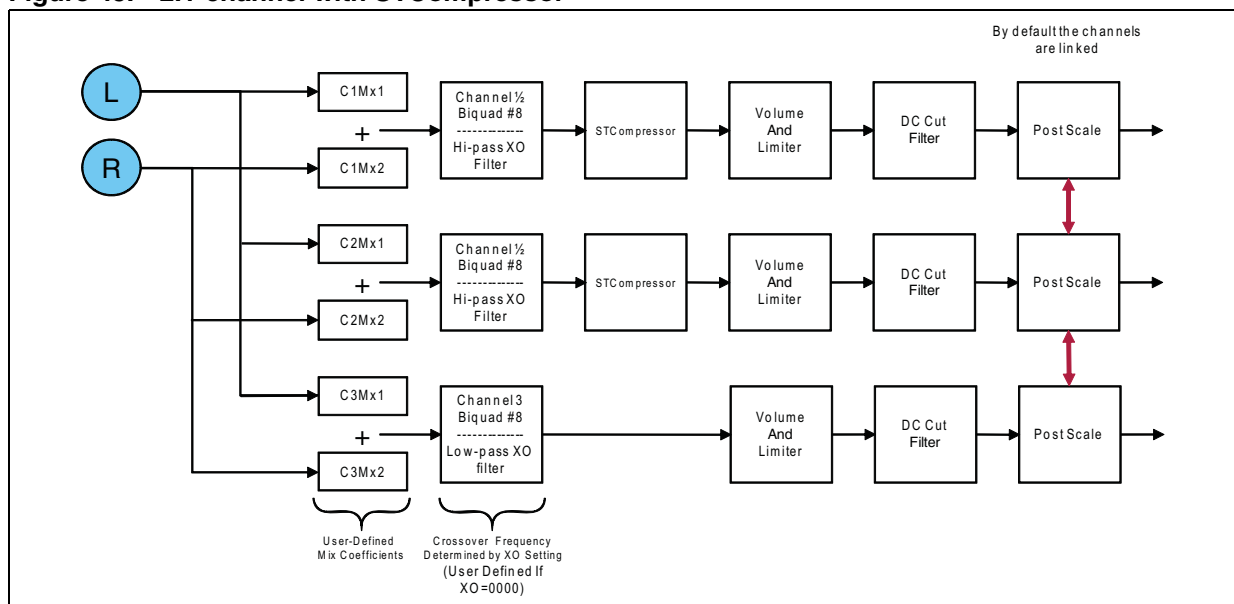 By default the channels
are linked
L
R
C1Mx1
+
C1Mx2
Channel ½
Biquad #8
---------------
Hi-pass XO
Filter
STCompressor
Volume
And
Limiter
DC Cut
Filter
Post Scale
C2Mx1
+
C2Mx2
Channel ½
Biquad #8
---------------
Hi-pass XO
Filter
STCompressor
Volume
And
Limiter
DC Cut
Filter
Post Scale
C3Mx1
+
C3Mx2
Channel 3
Biquad #8
---------------
Low-pass XO
filter
Volume
And
Limiter
DC Cut
Filter
Post Scale
User-Defined
Mix Coefficients
Crossover Frequency
Determined by XO Setting
(User Defined If
XO=0000)